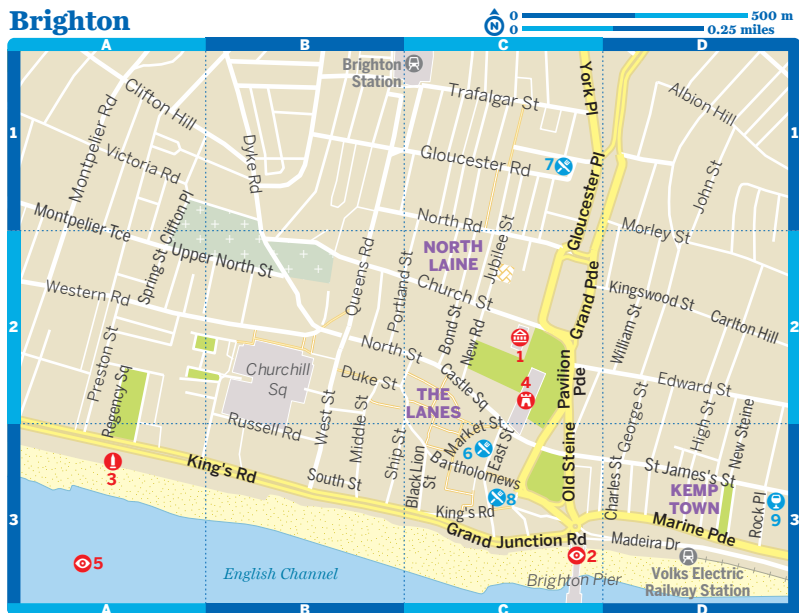 Brighton
N
0 500 m
0 0.25 miles
A B C D
1
Brighton
Station
Trafalgar St
York Pl
Albion Hill
Clifton Hill
Montpelier Rd
Victoria Rd
Dyke Rd
Gloucester Rd
7
Gloucester Pl
John St
1
Clifton Pl
Montpelier Tce
North Rd
Jubilee St
Morley St
NORTH
LAINE
Upper North St
Spring St
Queens Rd
Portland St
Church St
Grand Pde
Kingswood St
Carlton Hill
Western Rd
2
Bond St
New Rd
1
William St
2
North St
Preston St
Regency Sq
Churchill
Sq
Duke St
Castle Sq
4
Pavilion
Pde
Edward St
THE
LANES
George St
High St
New Steine
Russell Rd
West St
Middle St
Ship St
Market St
East St
6
Old Steine
3
King's Rd
South St
Black Lion
St
Bartholomews
8
King's Rd
Charles St
St James's St
KEMP
TOWN
Rock Pl
9
3
Grand Junction Rd
Marine Pde
Madeira Dr
2
3
5
English Channel
Brighton Pier
Volks Electric
Railway Station
A B C D